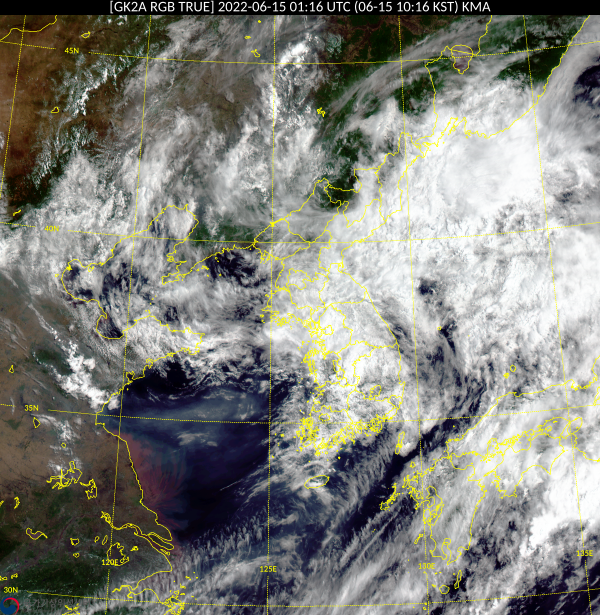 [GK2A RGB TRUE] 2022-06-15 01:16 UTC (06-15 10:16 KST) KMA
45N
40N
35N
120E
125E
130E
135E
30N